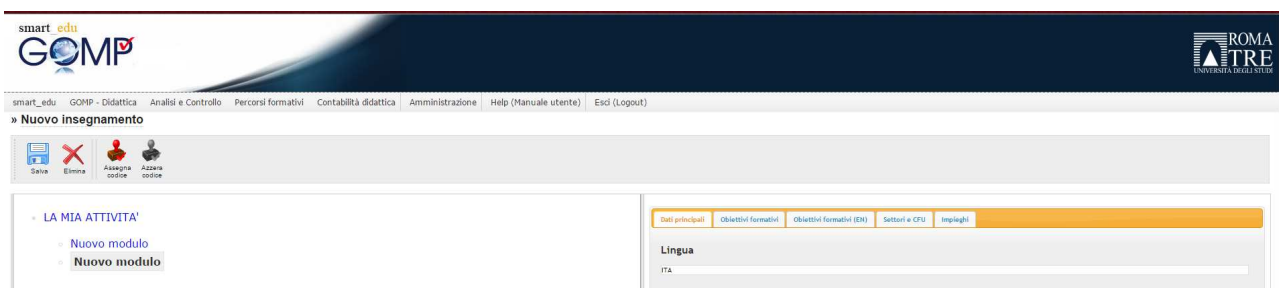 smart_edu
GOMP
ROMA
TRE
UNIVERSITÀ DEGLI STUDI
smart_edu GOMP - Didattica Analisi e Controllo Percorsi formativi Contabilità didattica Amministrazione Help (Manuale utente) Esci (Logout)
» Nuovo insegnamento
Salva Elimina Assegna codice Azzera codice
LA MIA ATTIVITA'
Nuovo modulo
Nuovo modulo
Dati principali Obiettivi formativi Obiettivi formativi (EN) Settori e CFU Impieghi
Lingua
ITA